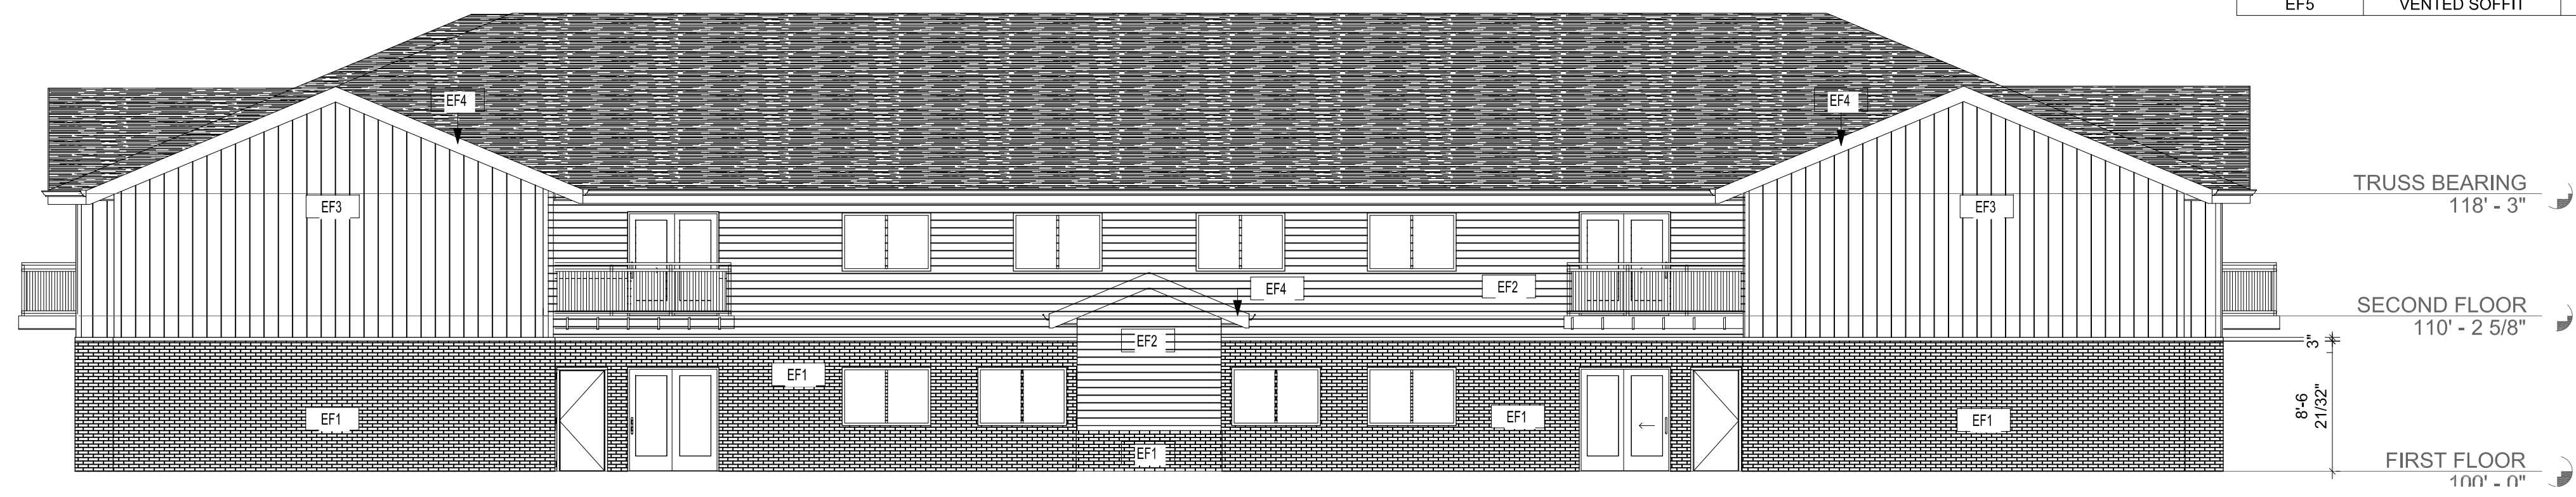 EF5 VENTED SOFFIT
EF4
EF4
EF3
EF3
TRUSS BEARING
118' - 3"
EF4
EF2
SECOND FLOOR
110' - 2 5/8"
EF2
3"
EF1
8'-6
21/32"
EF1
EF1
EF1
EF1
FIRST FLOOR
100' - 0"